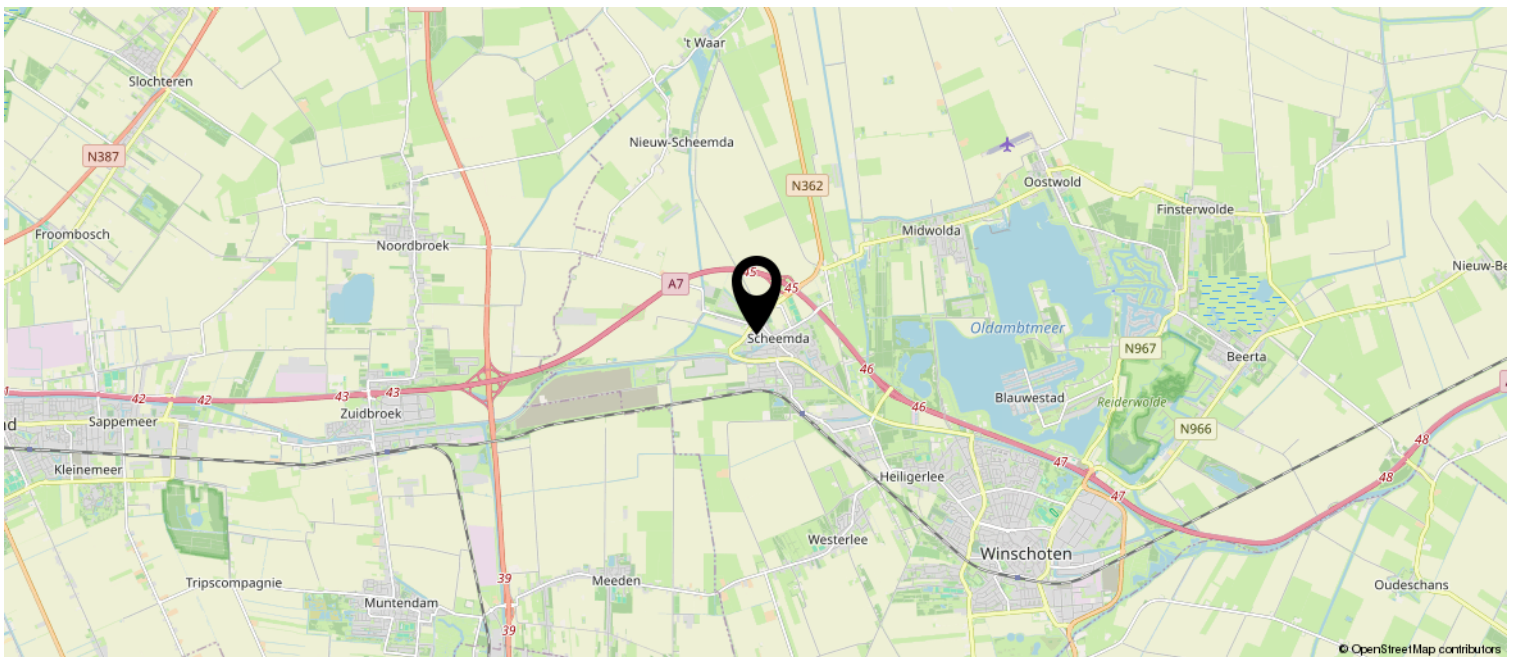 't Waar
Slochteren
Nieuw-Scheemda
N387
Oostwold
N362
Finsterwolde
Froombosch
Midwolda
Noordbroek
Nieuw-Be
A7
45
45
Oldambtmeer
Scheemda
N967
Beerta
46
43
43
42
42
Blauwestad
Reiderwolde
46
Zuidbroek
Sappemeer
N966
48
47
Kleinemeer
Heiligerlee
48
47
Westerlee
Winschoten
39
Tripscompagnie
Meeden
Oudeschans
Muntendam
39
© OpenStreetMap contributors